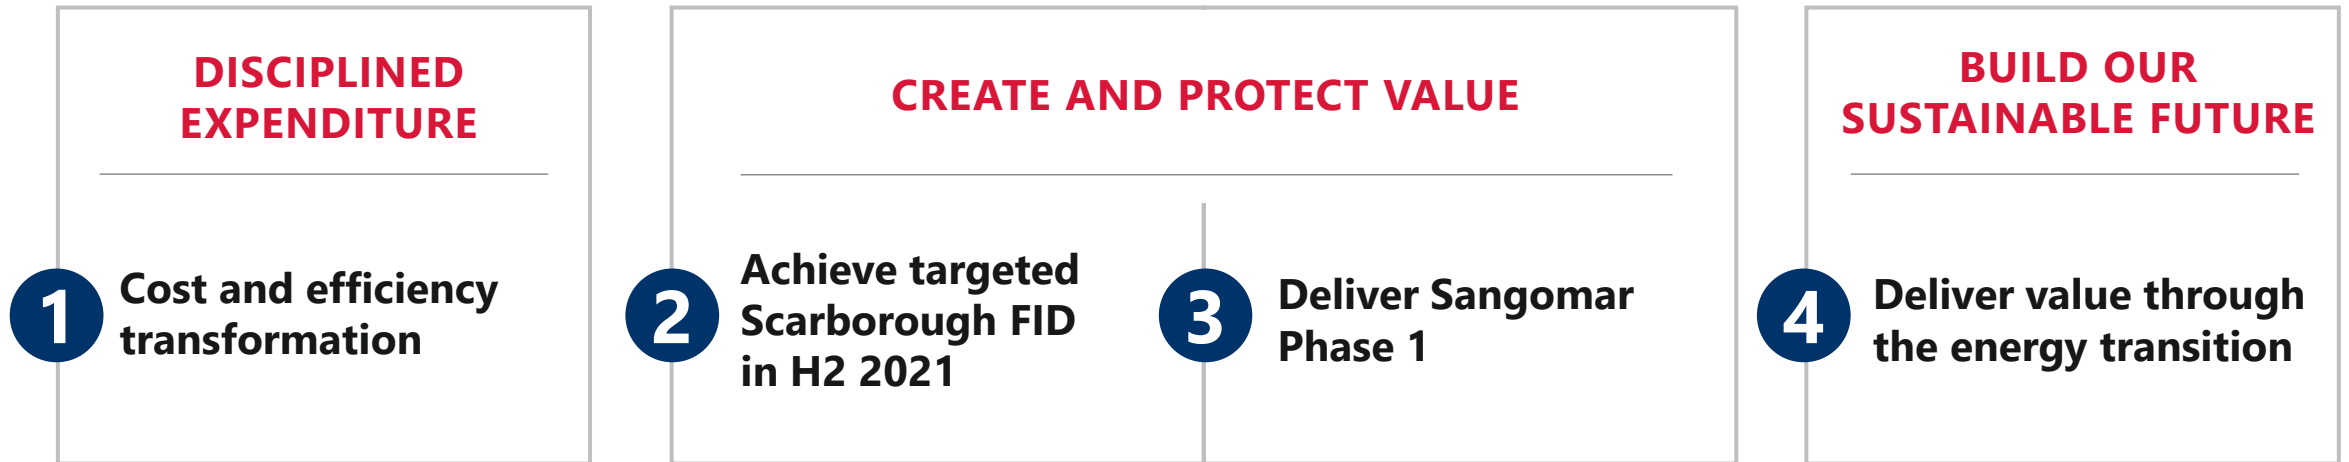 DISCIPLINED
EXPENDITURE
1
Cost and efficiency
transformation
CREATE AND PROTECT VALUE
2
Achieve targeted
Scarborough FID
in H2 2021
3
Deliver Sangomar
Phase 1
BUILD OUR
SUSTAINABLE FUTURE
4
Deliver value through
the energy transition